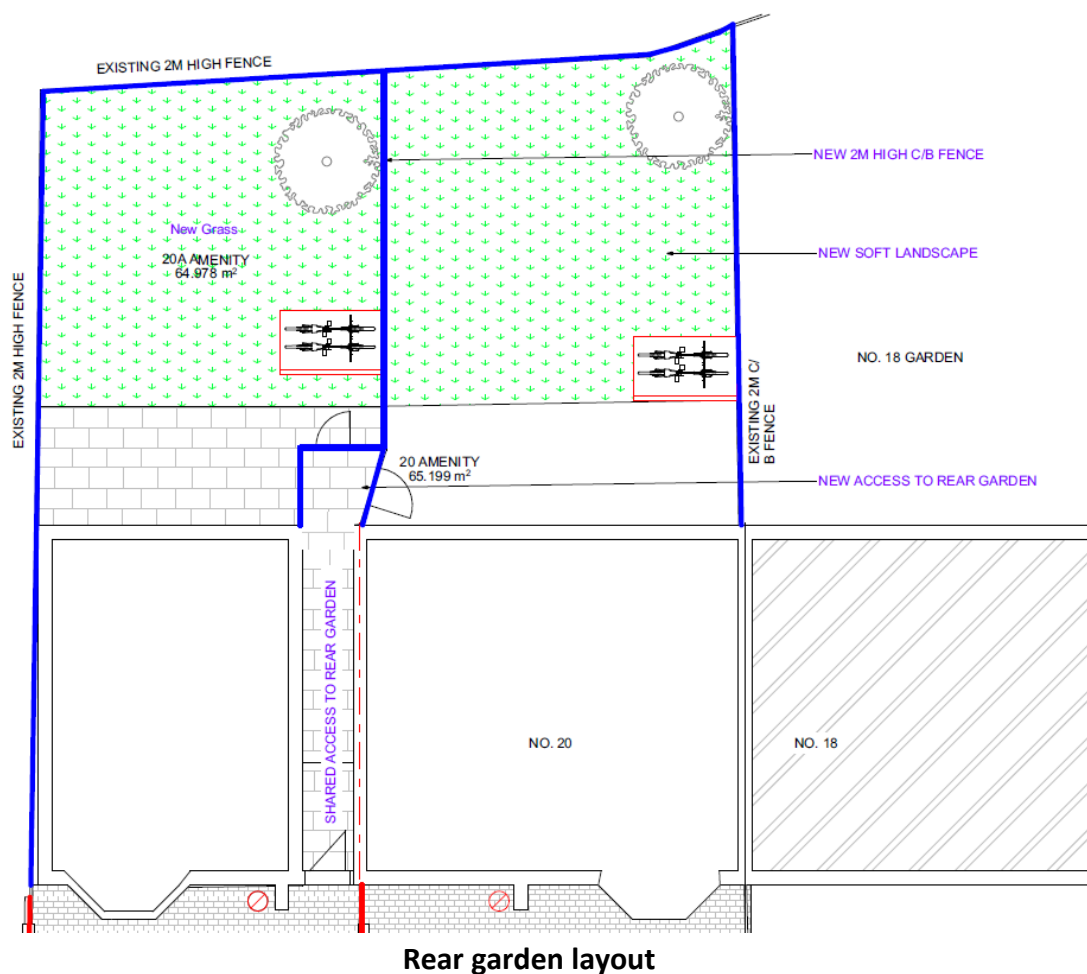 EXISTING 2M HIGH FENCE
NEW 2M HIGH C/B FENCE
New Grass
20A AMENITY
64.978 m²
NEW SOFT LANDSCAPE
EXISTING 2M HIGH FENCE
NO. 18 GARDEN
EXISTING 2M C/
B FENCE
20 AMENITY
65.199 m²
NEW ACCESS TO REAR GARDEN
SHARED ACCESS TO REAR GARDEN
NO. 20
NO. 18
Rear garden layout